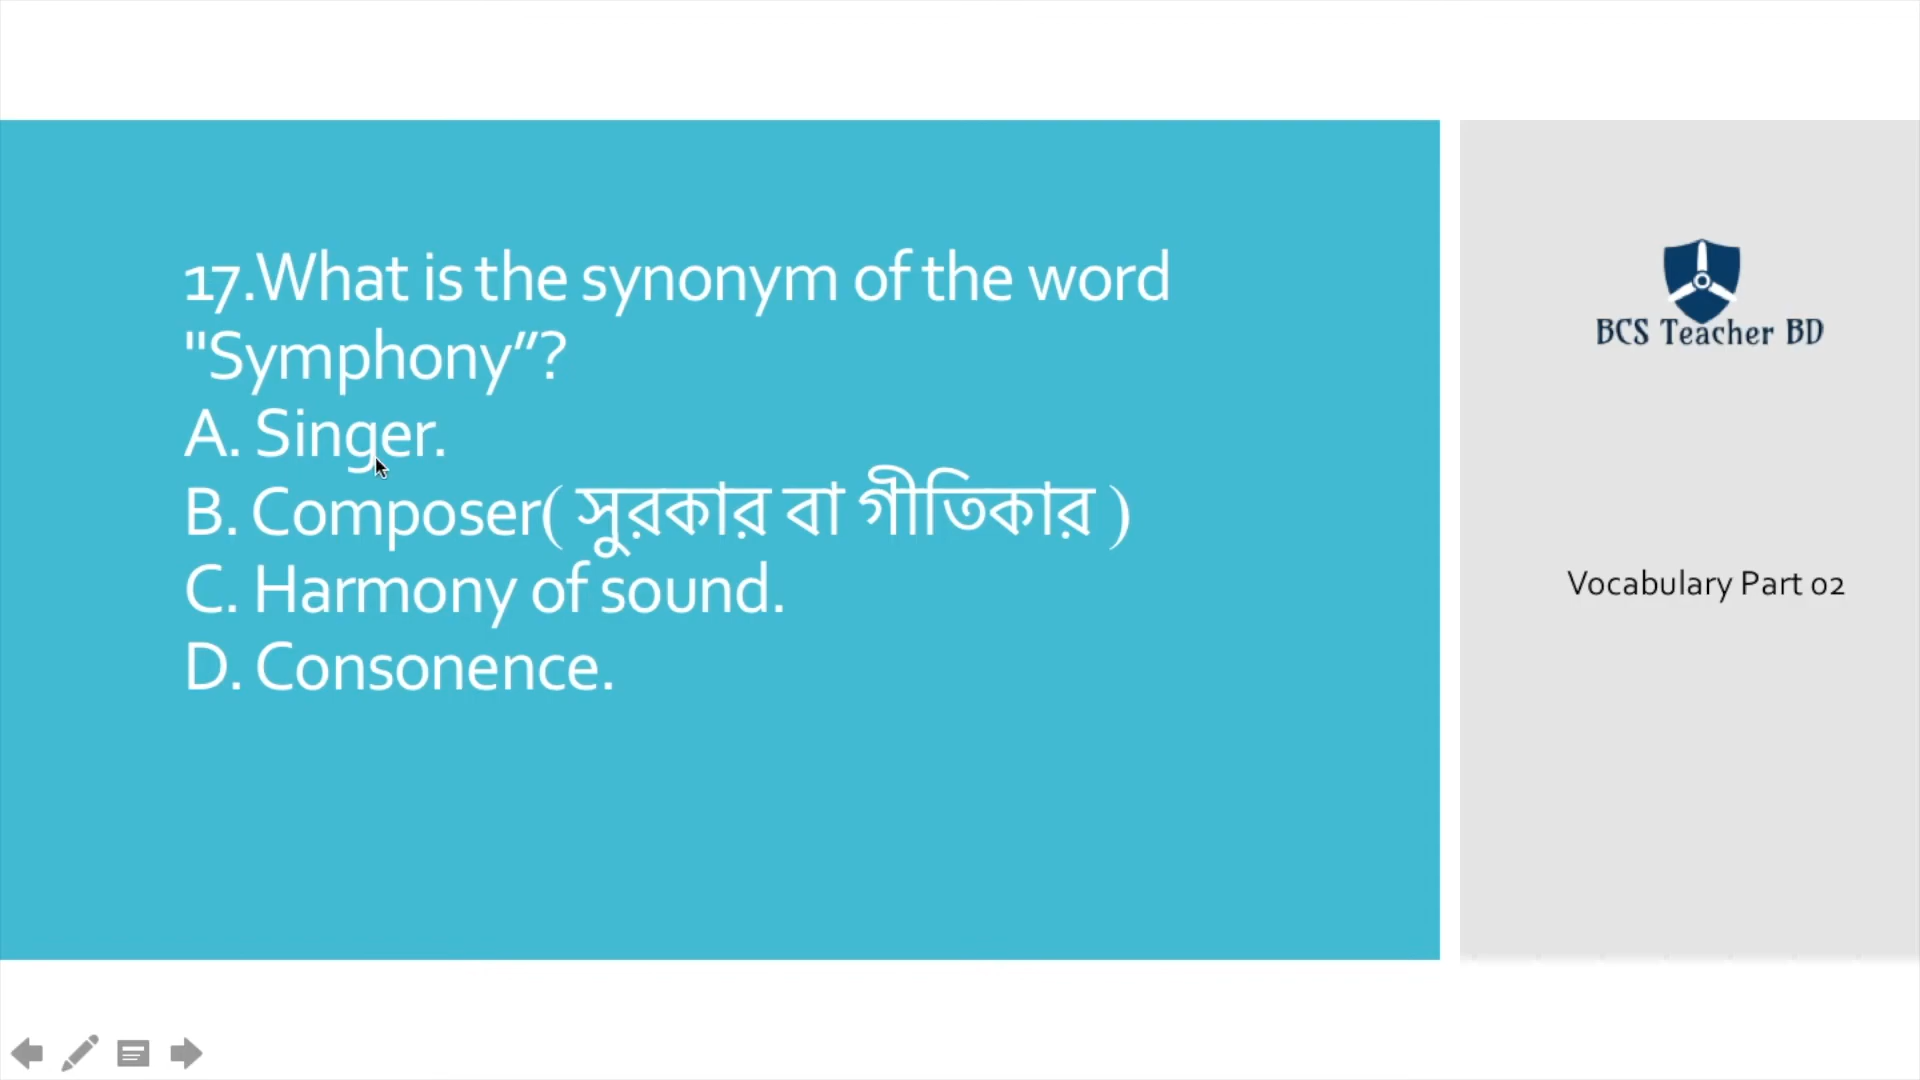 17.What is the synonym of the word
"Symphony”?
A. Singer.
B. Composer( সুরকার বা গীতিকার )
C. Harmony of sound.
D. Consonence.
BCS Teacher BD
Vocabulary Part 02